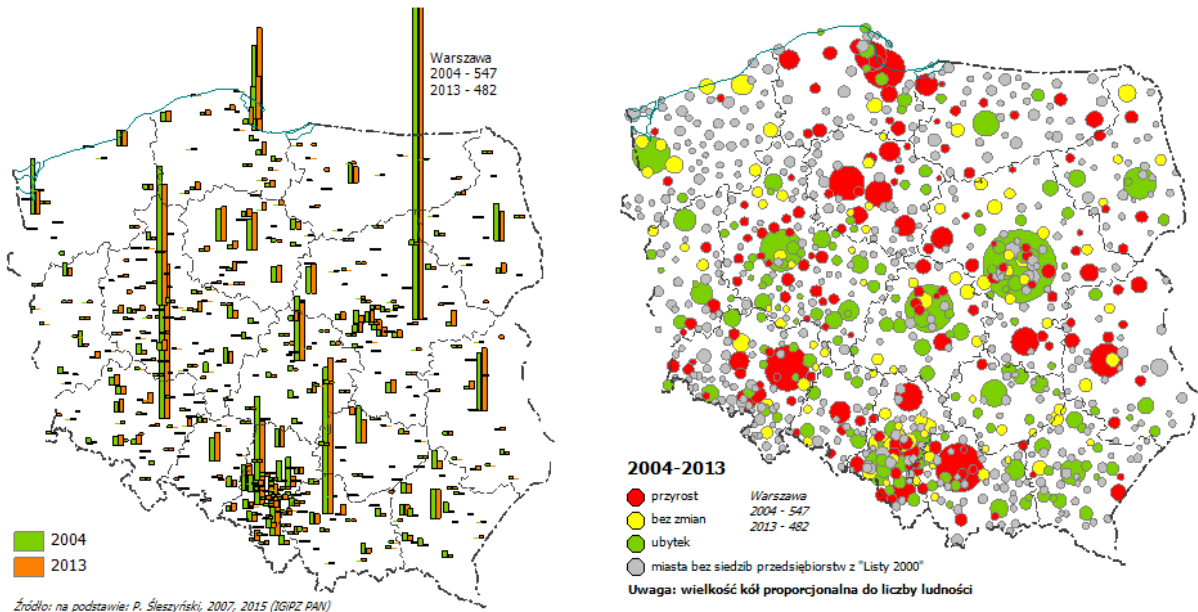 Warszawa
2004 - 547
2013 - 482
2004
2013
Źródło: na podstawie: P. Śleszyński, 2007, 2015 (IGiPZ PAN)
2004-2013
przyrost
bez zmian
ubytek
miasta bez siedzib przedsiębiorstw z "Listy 2000"
Warszawa
2004 - 547
2013 - 482
Uwaga: wielkość kół proporcjonalna do liczby ludności